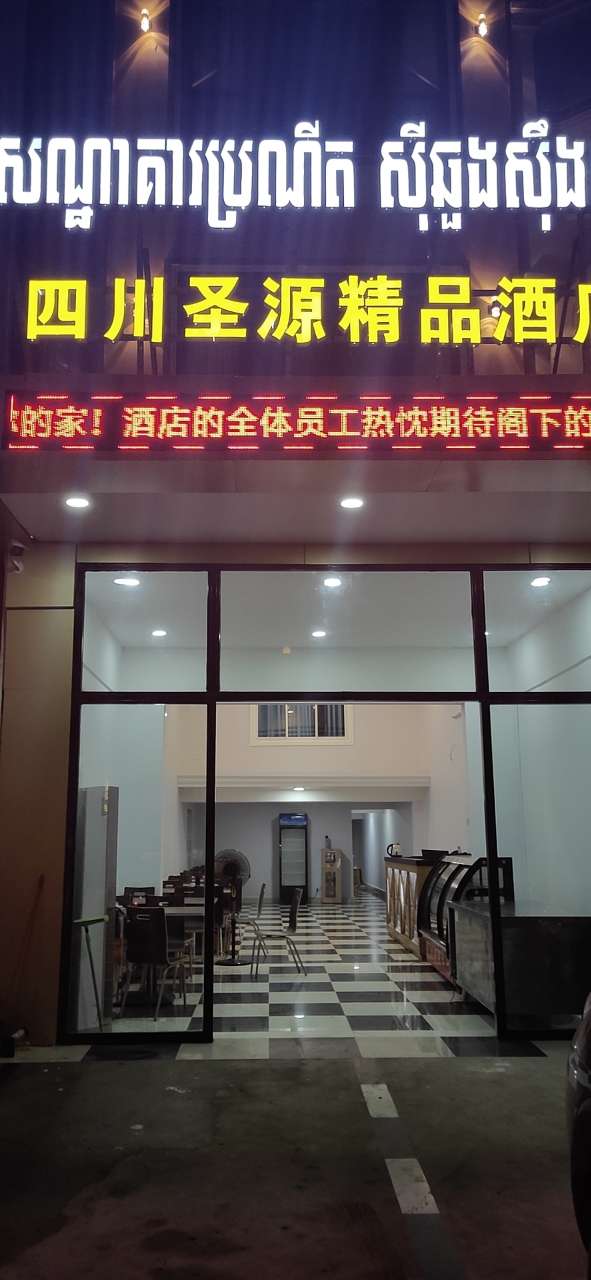 សណ្ឋាគារប្រណីត ស៊ីឆួងស៊ឹង
四川圣源精品酒
的家！酒店的全体员工热忱期待阁下的